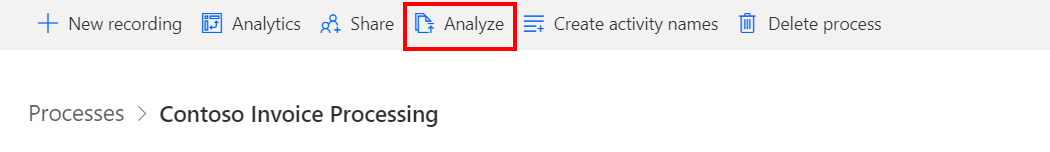 New recording Analytics Share Analyze Create activity names Delete process
Processes > Contoso Invoice Processing